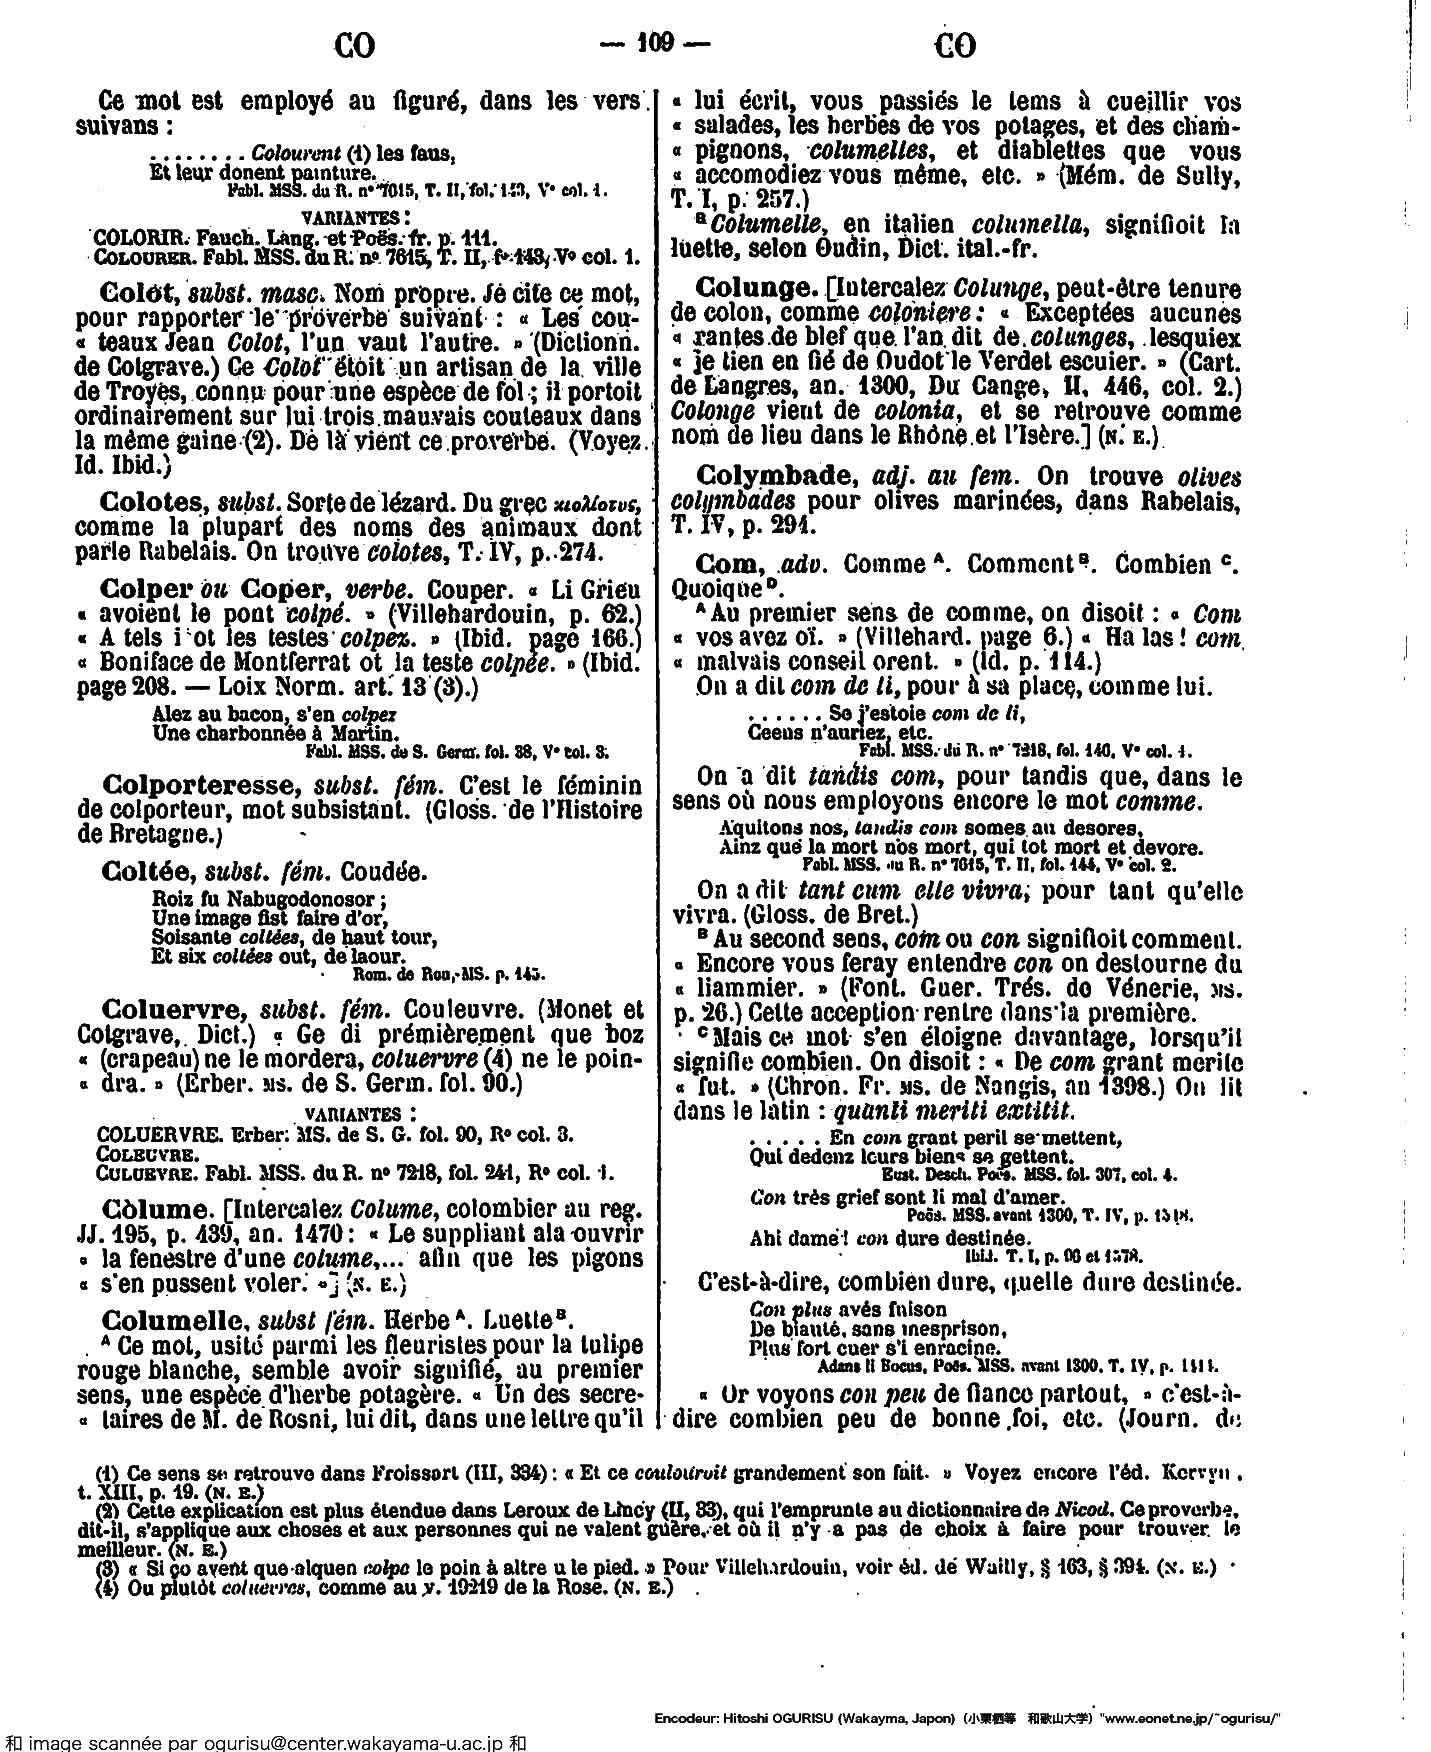 CO — 109 — CO
Ce mot est employé au figuré, dans les vers
suivans :
. . . . . . . . Colourent (1) les faus,
Et leur donent painture.
Fabl. MSS. du R. nº 7615, T. II, fol. 143, Vº col. 1.
VARIANTES :
COLORIR. Fauch. Lang. et Poës. fr. p. 111.
COLOURER. Fabl. MSS. du R. nº 7615, T. II, fº 143, Vº col. 1.
Colot, subst. masc. Nom propre. Je cite ce mot,
pour rapporter le proverbe suivant : « Les cou-
« teaux Jean Colot, l'un vaut l'autre. » (Dictionn.
de Cotgrave.) Ce Colot étoit un artisan de la ville
de Troyes, connu pour une espèce de fol ; il portoit
ordinairement sur lui trois mauvais couteaux dans
la même gaine (2). De là vient ce proverbe. (Voyez
Id. Ibid.)
Colotes, subst. Sorte de lézard. Du grec
comme la plupart des noms des animaux dont
parle Rabelais. On trouve colotes, T. IV, p. 274.
Colper ou Coper, verbe. Couper. « Li Grieu
« avoient le pont colpé. » (Villehardouin, p. 62.)
« A tels i ot les testes colpez. » (Ibid. page 166.)
« Boniface de Montferrat ot la teste colpée. » (Ibid.
page 208. — Loix Norm. art. 13 (3).)
Alez au bacon, s'en colpez
Une charbonnée à Martin.
Fabl. MSS. de S. Germ. fol. 38, Vº col. 3.
Colporteresse, subst. fém. C'est le féminin
de colporteur, mot subsistant. (Gloss. de l'Histoire
de Bretagne.)
Coltée, subst. fém. Coudée.
Roiz fu Nabugodonosor ;
Une image fist faire d'or,
Soisante coltées, de haut tour,
Et six coltées out, de laour.
Rom. de Rou, MS. p. 145.
Coluervre, subst. fém. Couleuvre. (Monet et
Cotgrave, Dict.) « Ge di prémièrement que boz
« (crapeau) ne le mordera, coluervre (4) ne le poin-
« dra. » (Erber. MS. de S. Germ. fol. 90.)
VARIANTES :
COLUERVRE. Erber. MS. de S. G. fol. 90, Rº col. 3.
COLEUVRE.
CULUEVRE. Fabl. MSS. du R. nº 7218, fol. 241, Rº col. 1.
Colume. [Intercalez Colume, colombier au reg.
JJ. 195, p. 439, an. 1470 : « Le suppliant ala ouvrir
« la fenestre d'une colume,... afin que les pigons
« s'en pussent voler. »] (N. E.)
Columelle, subst fém. Herbe A. Luette B.
A Ce mot, usité parmi les fleuristes pour la tulipe
rouge blanche, semble avoir signifié, au premier
sens, une espèce d'herbe potagère. « Un des secre-
« taires de M. de Rosni, lui dit, dans une lettre qu'il
« lui écrit, vous passiés le tems à cueillir vos
« salades, les herbes de vos potages, et des cham-
« pignons, columelles, et diablettes que vous
« accomodiez vous même, etc. » (Mém. de Sully,
T. I, p. 257.)
B Columelle, en italien columella, signifioit la
luette, selon Oudin, Dict. ital.-fr.
Colunge. [Intercalez Colunge, peut-être tenure
de colon, comme coloniere : « Exceptées aucunes
« rantes de blef que l'an dit de colunges, lesquiex
« je tien en fié de Oudot le Verdet escuier. » (Cart.
de Langres, an. 1300, Du Cange, II, 446, col. 2.)
Colonge vient de colonia, et se retrouve comme
nom de lieu dans le Rhône et l'Isère.] (N. E.)
Colymbade, adj. au fem. On trouve olives
colymbades pour olives marinées, dans Rabelais,
T. IV, p. 294.
Com, adv. Comme A. Comment B. Combien C.
Quoique D.
A Au premier sens de comme, on disoit : « Com
« vos avez oï. » (Villehard. page 6.) « Ha las ! com
« malvais conseil orent. » (Id. p. 114.)
On a dit com de li, pour à sa place, comme lui.
. . . . . . Se j'estoie com de li,
Ceens n'auriez, etc.
Fabl. MSS. du R. nº 7218, fol. 140, Vº col. 1.
On a dit tandis com, pour tandis que, dans le
sens où nous employons encore le mot comme.
Aquitons nos, tandis com somes au desores,
Ainz que la mort nos mort, qui tot mort et devore.
Fabl. MSS. du R. nº 7615, T. II, fol. 144, Vº col. 2.
On a dit tant cum elle vivra, pour tant qu'elle
vivra. (Gloss. de Bret.)
B Au second sens, com ou con signifioit comment.
« Encore vous feray entendre con on destourne du
« liammier. » (Font. Guer. Trés. de Vénerie, MS.
p. 26.) Cette acception rentre dans la première.
C Mais ce mot s'en éloigne davantage, lorsqu'il
signifie combien. On disoit : « De com grant merite
« fut. » (Chron. Fr. MS. de Nangis, an 1398.) On lit
dans le latin : quanti meriti extitit.
. . . . . En com grant peril se mettent,
Qui dedenz leurs biens se gettent.
Eust. Desch. Poës. MSS. fol. 307, col. 4.
Con très grief sont li mal d'amer.
Poës. MSS. avant 1300, T. IV, p.
Ahi dame ! con dure destinée.
Ibid. T. I, p.
C'est-à-dire, combien dure, quelle dure destinée.
Con plus avés fuison
De biauté, sans mesprison,
Plus fort cuer s'i enracine.
Adans li Bocus, Poës. MSS. avant 1300, T. IV, p.
« Or voyons con peu de fiance partout, » c'est-à-
dire combien peu de bonne foi, etc. (Journ. de
(1) Ce sens se retrouve dans Froissart (III, 334) : « Et ce coulouroit grandement son fait. » Voyez encore l'éd. Kervyn,
t. XIII, p. 19. (N. E.)
(2) Cette explication est plus étendue dans Leroux de Lincy (II, 33), qui l'emprunte au dictionnaire de Nicod. Ce proverbe,
dit-il, s'applique aux choses et aux personnes qui ne valent guère, et où il n'y a pas de choix à faire pour trouver le
meilleur. (N. E.)
(3) « Si ço avent que alquen colpe le poin à altre u le pied. » Pour Villehardouin, voir éd. de Wailly, § 163, § 394. (N. E.)
(4) Ou plutôt coluevres, comme au v. 19219 de la Rose. (N. E.)
Encodeur: Hitoshi OGURISU (Wakayma, Japon)（小栗栖等 和歌山大学）"www.eonet.ne.jp/~ogurisu/"
和 image scannée par ogurisu@center.wakayama-u.ac.jp 和